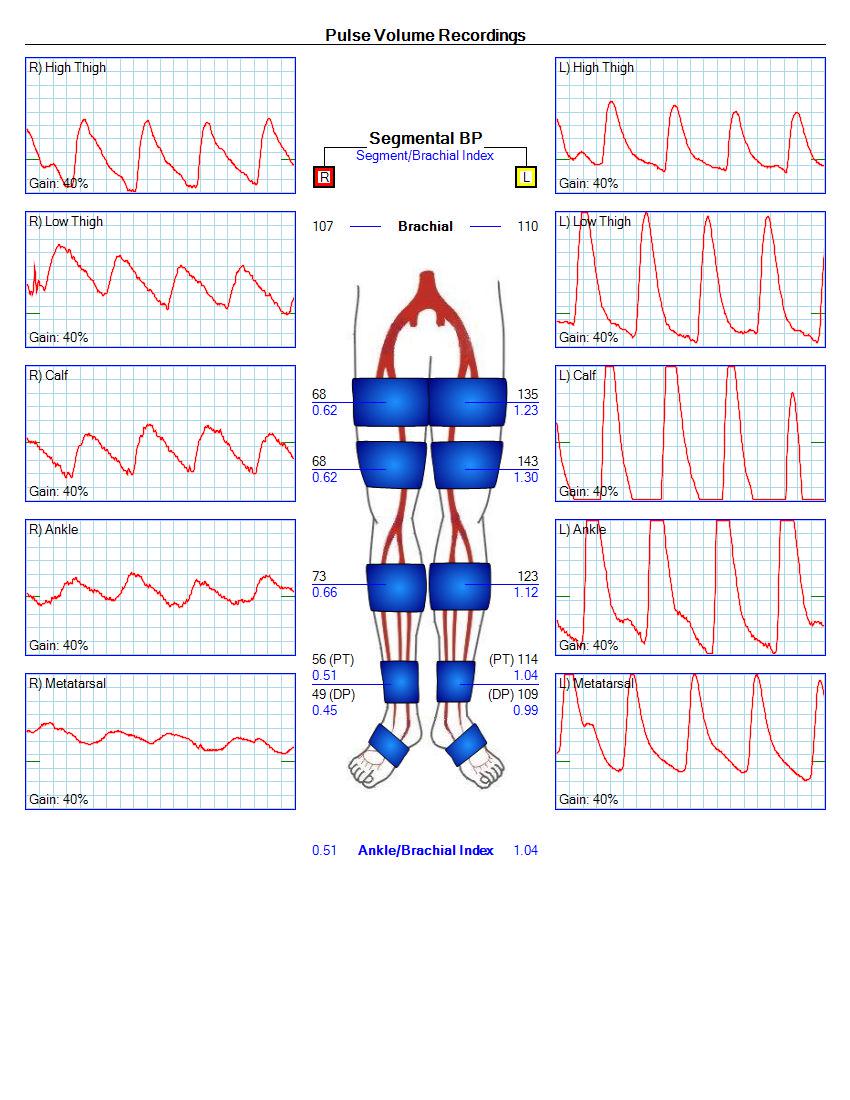 Pulse Volume Recordings
R) High Thigh
Gain: 40%
R) Low Thigh
Gain: 40%
R) Calf
Gain: 40%
R) Ankle
Gain: 40%
R) Metatarsal
Gain: 40%
Segmental BP
Segment/Brachial Index
R L
107 Brachial 110
68 135
0.62 1.23
68 143
0.62 1.30
73 123
0.66 1.12
56 (PT) (PT) 114
0.51 1.04
49 (DP) (DP) 109
0.45 0.99
0.51 Ankle/Brachial Index 1.04
L) High Thigh
Gain: 40%
L) Low Thigh
Gain: 40%
L) Calf
Gain: 40%
L) Ankle
Gain: 40%
L) Metatarsal
Gain: 40%